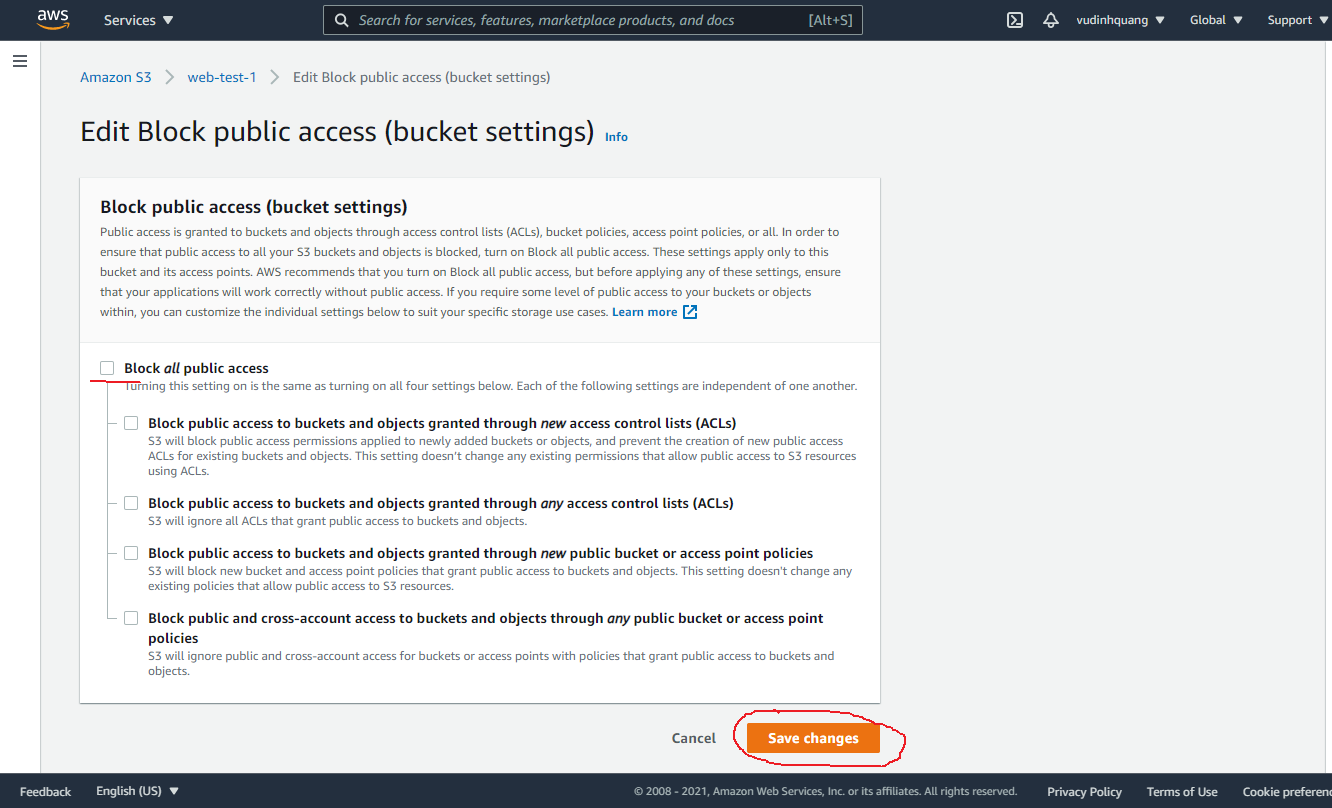 aws
Services
Search for services, features, marketplace products, and docs [Alt+S]
vudinhquang
Global
Support
Amazon S3 > web-test-1 > Edit Block public access (bucket settings)
Edit Block public access (bucket settings) Info
Block public access (bucket settings)
Public access is granted to buckets and objects through access control lists (ACLs), bucket policies, access point policies, or all. In order to
ensure that public access to all your S3 buckets and objects is blocked, turn on Block all public access. These settings apply only to this
bucket and its access points. AWS recommends that you turn on Block all public access, but before applying any of these settings, ensure
that your applications will work correctly without public access. If you require some level of public access to your buckets or objects
within, you can customize the individual settings below to suit your specific storage use cases. Learn more
Block all public access
Turning this setting on is the same as turning on all four settings below. Each of the following settings are independent of one another.
Block public access to buckets and objects granted through new access control lists (ACLs)
S3 will block public access permissions applied to newly added buckets or objects, and prevent the creation of new public access
ACLs for existing buckets and objects. This setting doesn't change any existing permissions that allow public access to S3 resources
using ACLs.
Block public access to buckets and objects granted through any access control lists (ACLs)
S3 will ignore all ACLs that grant public access to buckets and objects.
Block public access to buckets and objects granted through new public bucket or access point policies
S3 will block new bucket and access point policies that grant public access to buckets and objects. This setting doesn't change any
existing policies that allow public access to S3 resources.
Block public and cross-account access to buckets and objects through any public bucket or access point
policies
S3 will ignore public and cross-account access for buckets or access points with policies that grant public access to buckets and
objects.
Cancel
Save changes
Feedback
English (US)
© 2008 - 2021, Amazon Web Services, Inc. or its affiliates. All rights reserved.
Privacy Policy
Terms of Use
Cookie preferenc